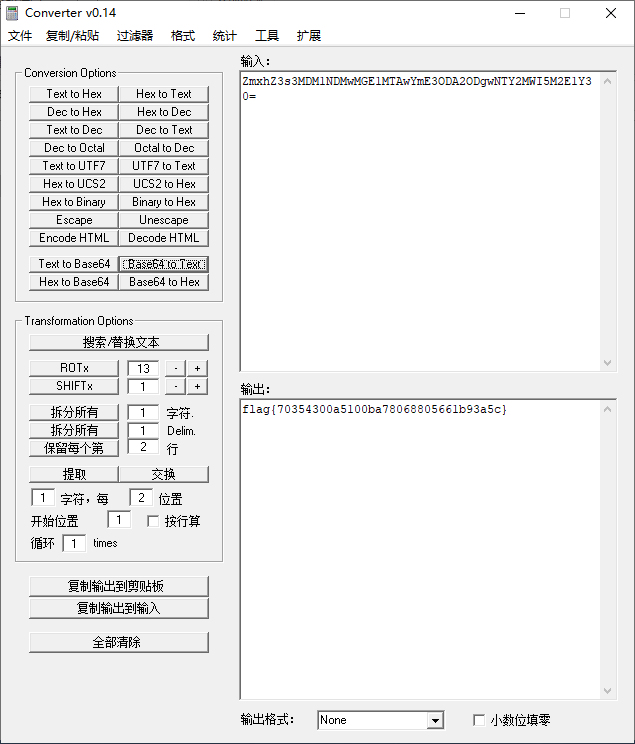 Converter v0.14
文件 复制/粘贴 过滤器 格式 统计 工具 扩展
Conversion Options
Text to Hex Hex to Text
Dec to Hex Hex to Dec
Text to Dec Dec to Text
Dec to Octal Octal to Dec
Text to UTF7 UTF7 to Text
Hex to UCS2 UCS2 to Hex
Hex to Binary Binary to Hex
Escape Unescape
Encode HTML Decode HTML
Text to Base64 Base64 to Text
Hex to Base64 Base64 to Hex
Transformation Options
搜索/替换文本
ROTx 13 - +
SHIFTx 1 - +
拆分所有 1 字符.
拆分所有 1 Delim.
保留每个第 2 行
提取 交换
1 字符，每 2 位置
开始位置 1 按行算
循环 1 times
复制输出到剪贴板
复制输出到输入
全部清除
输入：
ZmxhZ3s3MDM1NDMwMGE1MTAwYmE3ODA2ODgwNTY2MWI5M2E1Y3
0=
输出：
flag{70354300a5100ba78068805661b93a5c}
输出格式： None 小数位填零